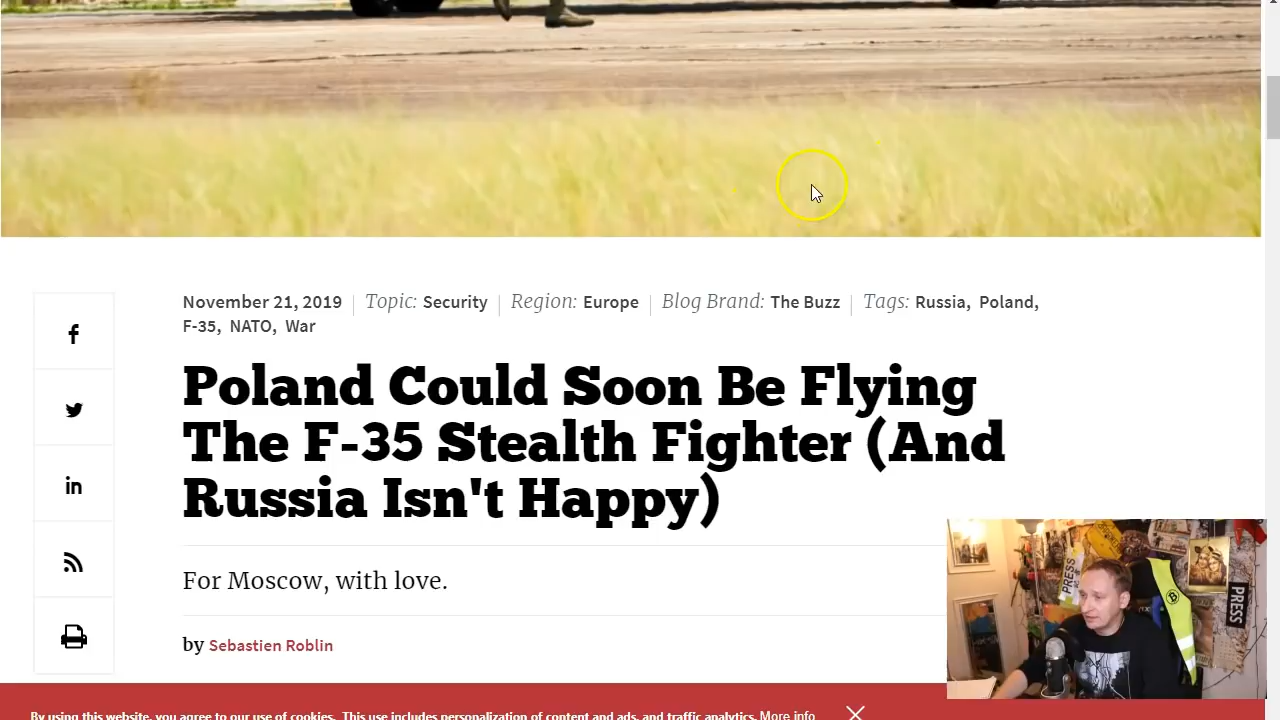 November 21, 2019 Topic: Security Region: Europe Blog Brand: The Buzz Tags: Russia, Poland,
F-35, NATO, War
Poland Could Soon Be Flying
The F-35 Stealth Fighter (And
Russia Isn't Happy)
For Moscow, with love.
by Sebastien Roblin
PRESS
PRESS
By using this website, you agree to our use of cookies. This use includes personalization of content and ads, and traffic analytics. More info